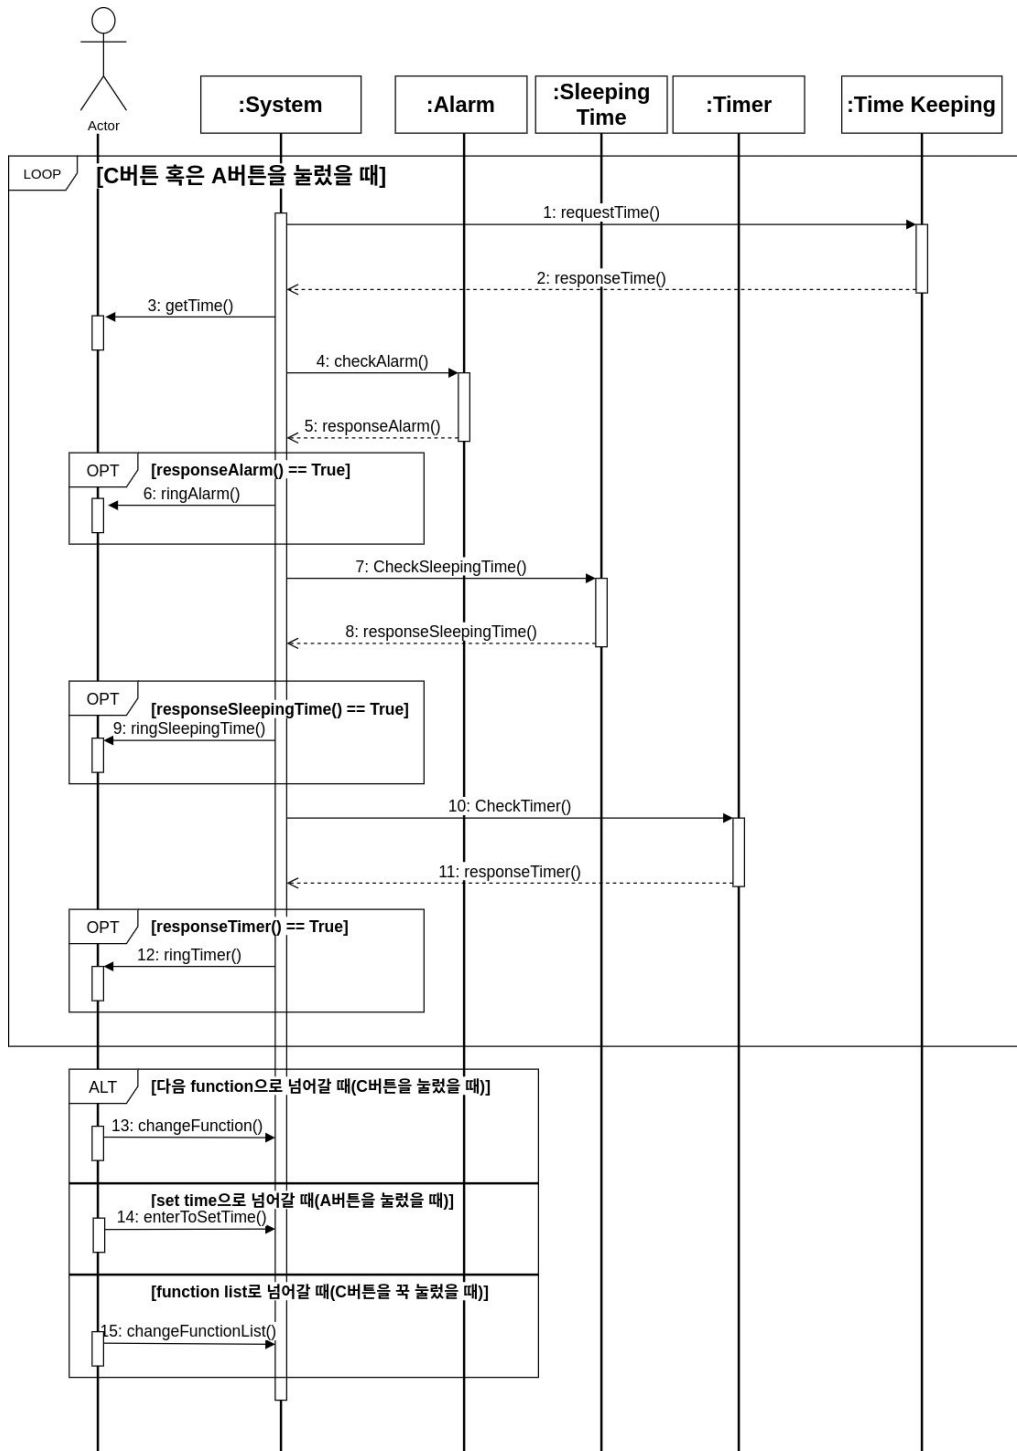 Actor
:System
:Alarm
:Sleeping
Time
:Timer
:Time Keeping
LOOP
[C버튼 혹은 A버튼을 눌렀을 때]
1: requestTime()
2: responseTime()
3: getTime()
4: checkAlarm()
5: responseAlarm()
OPT
[responseAlarm() == True]
6: ringAlarm()
7: CheckSleepingTime()
8: responseSleepingTime()
OPT
[responseSleepingTime() == True]
9: ringSleepingTime()
10: CheckTimer()
11: responseTimer()
OPT
[responseTimer() == True]
12: ringTimer()
ALT
[다음 function으로 넘어갈 때(C버튼을 눌렀을 때)]
13: changeFunction()
[set time으로 넘어갈 때(A버튼을 눌렀을 때)]
14: enterToSetTime()
[function list로 넘어갈 때(C버튼을 꾹 눌렀을 때)]
15: changeFunctionList()